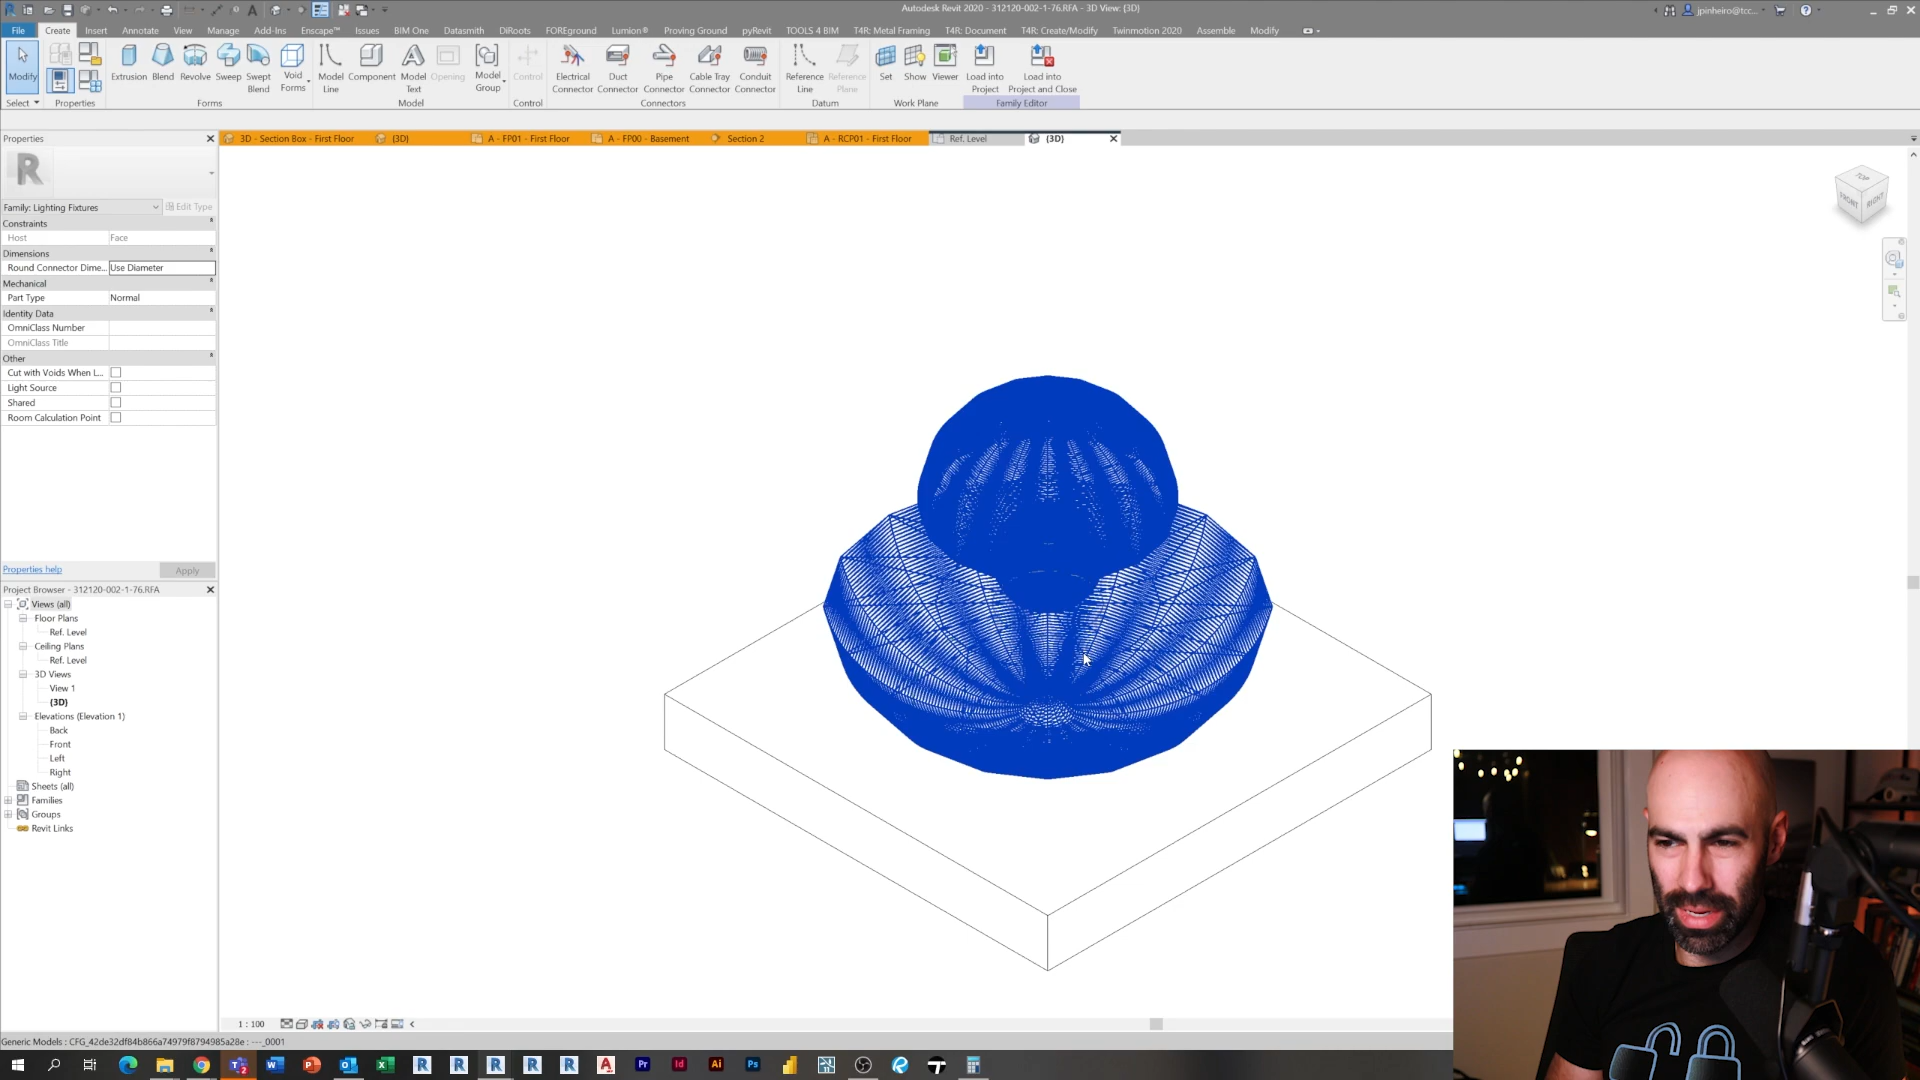 Autodesk Revit 2020 - 312120-002-1-76.RFA - 3D View: {3D}
jpinheiro@tcc...
File Create Insert Annotate View Manage Add-Ins Enscape™ Issues BIM One Datasmith DiRoots FOREground Lumion® Proving Ground pyRevit TOOLS 4 BIM T4R: Metal Framing T4R: Document T4R: Create/Modify Twinmotion 2020 Assemble Modify
Modify Extrusion Blend Revolve Sweep Swept Blend Void Forms Model Line Component Model Text Opening Model Group Control Electrical Connector Duct Connector Pipe Connector Cable Tray Connector Conduit Connector Reference Line Reference Plane Set Show Viewer Load into Project Load into Project and Close
Select Properties Forms Model Control Connectors Datum Work Plane Family Editor
Properties
3D - Section Box - First Floor {3D} A - FP01 - First Floor A - FP00 - Basement Section 2 A - RCP01 - First Floor Ref. Level {3D}
R
Family: Lighting Fixtures Edit Type
Constraints
Host Face
Dimensions
Round Connector Dime... Use Diameter
Mechanical
Part Type Normal
Identity Data
OmniClass Number
OmniClass Title
Other
Cut with Voids When L...
Light Source
Shared
Room Calculation Point
TOP
FRONT RIGHT
Properties help Apply
Project Browser - 312120-002-1-76.RFA
Views (all)
Floor Plans
Ref. Level
Ceiling Plans
Ref. Level
3D Views
View 1
{3D}
Elevations (Elevation 1)
Back
Front
Left
Right
Sheets (all)
Families
Groups
Revit Links
1 : 100
Generic Models : CFG_42de32df84b866a74979f8794985a28e : ---_0001